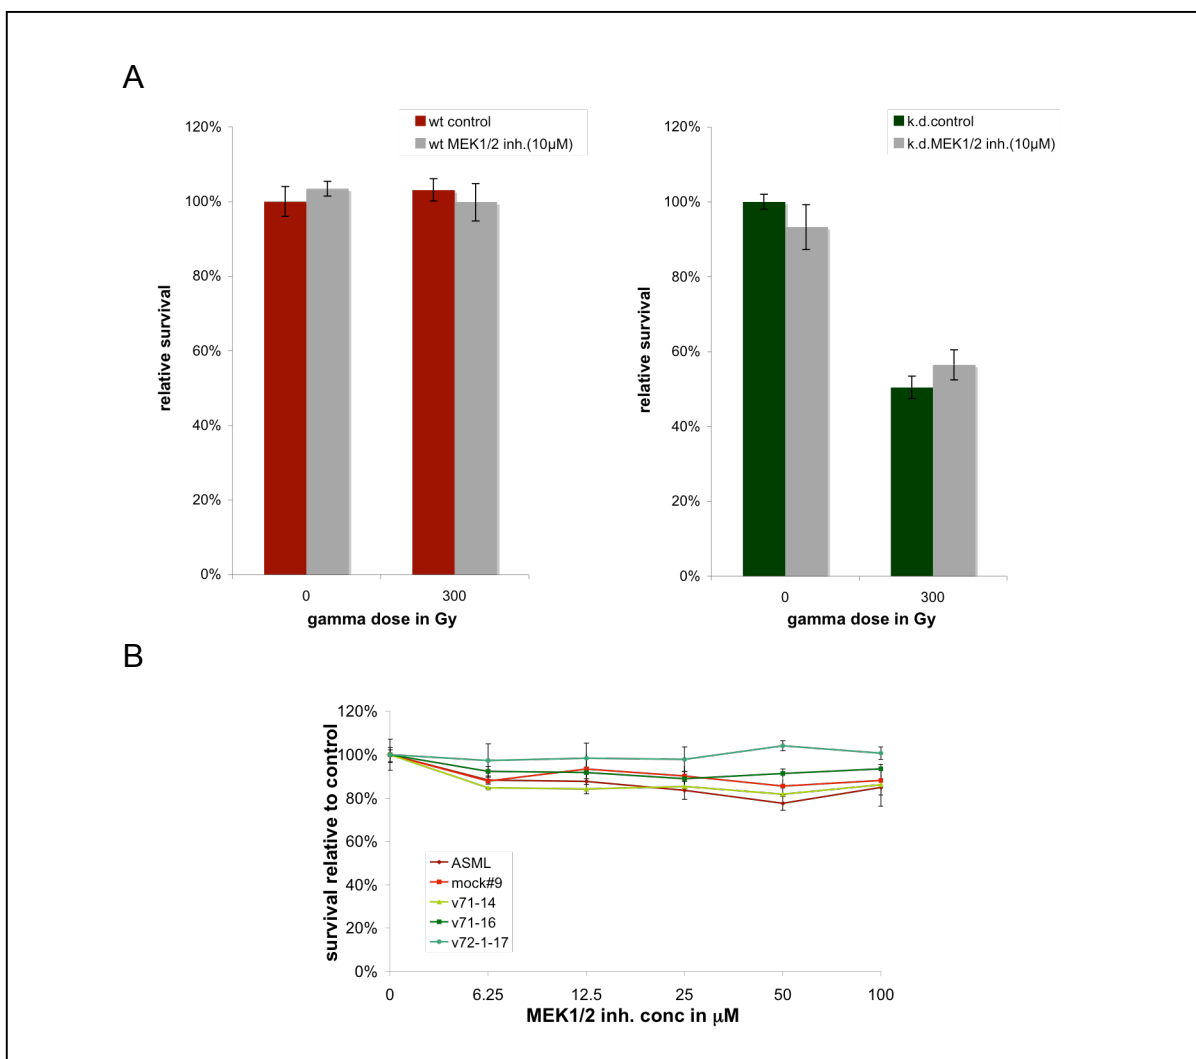 A
wt control
wt MEK1/2 inh.(10µM)
120%
100%
80%
60%
40%
20%
0%
relative survival
0
300
gamma dose in Gy
k.d.control
k.d.MEK1/2 inh.(10µM)
120%
100%
80%
60%
40%
20%
0%
relative survival
0
300
gamma dose in Gy
B
120%
100%
80%
60%
40%
20%
0%
survival relative to control
ASML
mock#9
v71-14
v71-16
v72-1-17
0
6.25
12.5
25
50
100
MEK1/2 inh. conc in µM